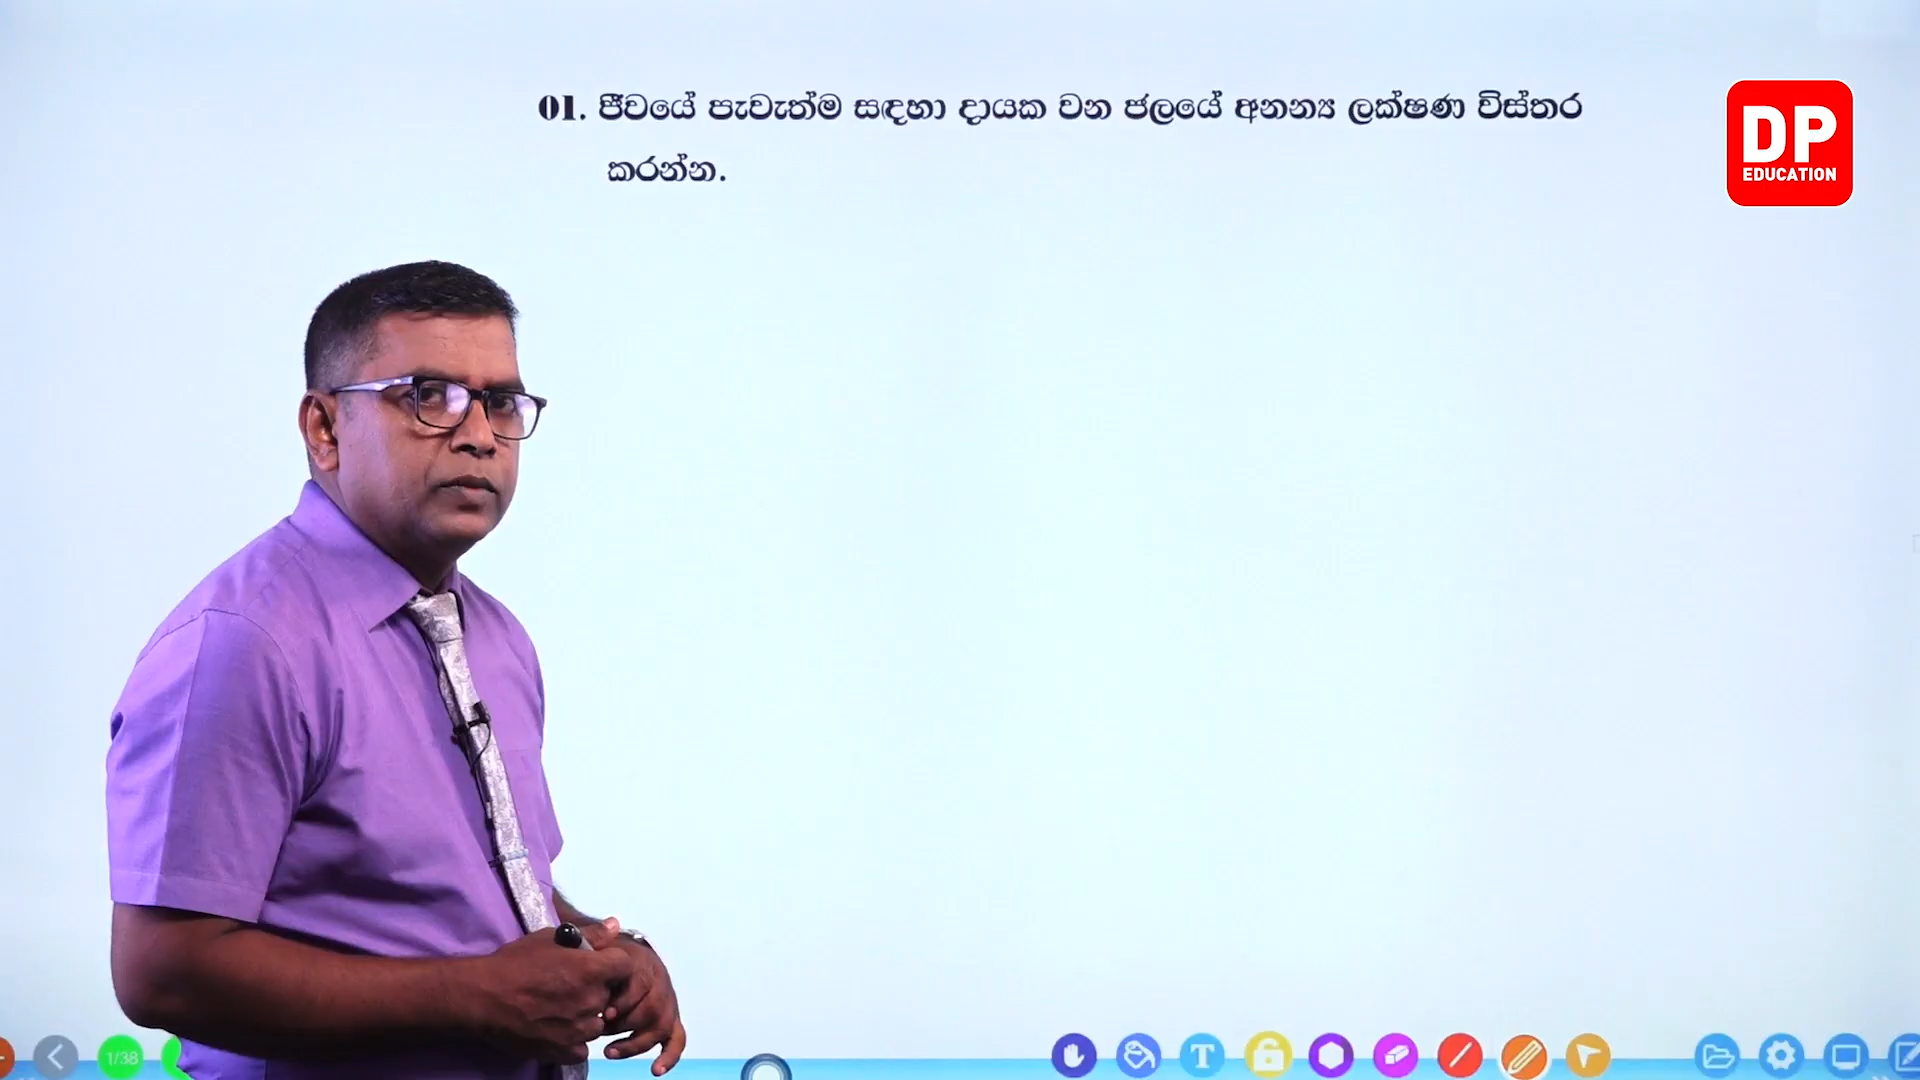 01. ජීවයේ පැවැත්ම සඳහා දායක වන ජලයේ අනන්‍ය ලක්ෂණ විස්තර
කරන්න.
DP
EDUCATION
1/38
T